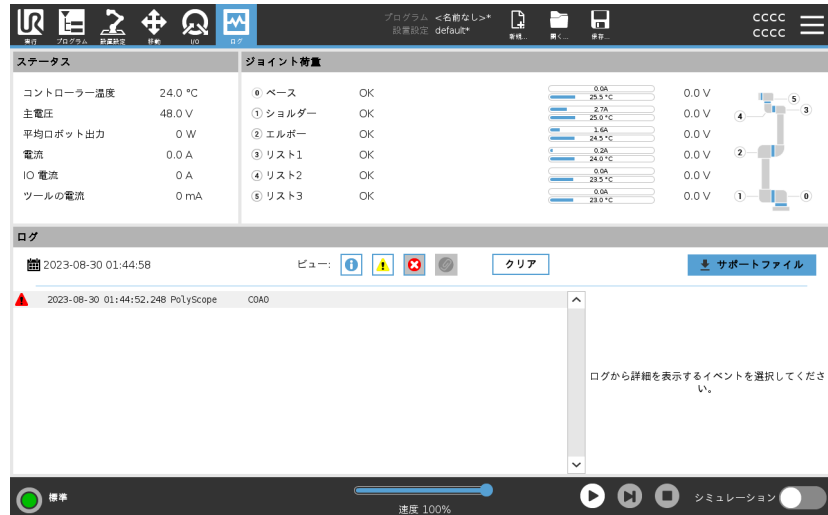 プログラム <名前なし>*
設置設定 default*
CCCC
CCCC
実行 プログラム 設置設定 移動 I/O ログ
新規... 開く... 保存...
ステータス
コントローラー温度 24.0 °C
主電圧 48.0 V
平均ロボット出力 0 W
電流 0.0 A
IO 電流 0 A
ツールの電流 0 mA
ジョイント荷重
0 ベース OK 0.0A 25.5 °C 0.0 V
1 ショルダー OK 2.7A 25.0 °C 0.0 V
2 エルボー OK 1.6A 24.5 °C 0.0 V
3 リスト1 OK 0.2A 24.0 °C 0.0 V
4 リスト2 OK 0.0A 23.5 °C 0.0 V
5 リスト3 OK 0.0A 23.0 °C 0.0 V
5
4 3
2
1 0
ログ
2023-08-30 01:44:58 ビュー: クリア サポートファイル
2023-08-30 01:44:52.248 PolyScope C0A0
ログから詳細を表示するイベントを選択してくださ
い。
標準
速度 100%
シミュレーション